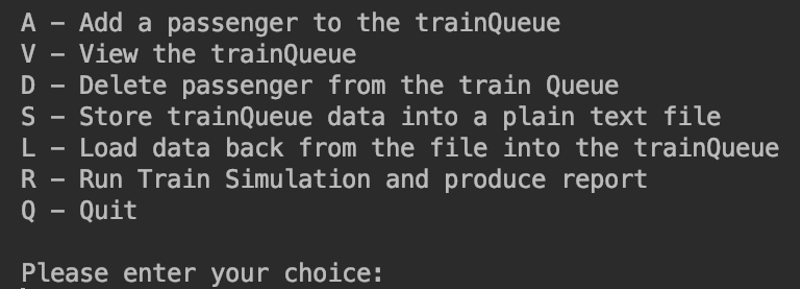 A – Add a passenger to the trainQueue
V – View the trainQueue
D – Delete passenger from the train Queue
S – Store trainQueue data into a plain text file
L – Load data back from the file into the trainQueue
R – Run Train Simulation and produce report
Q – Quit
Please enter your choice: